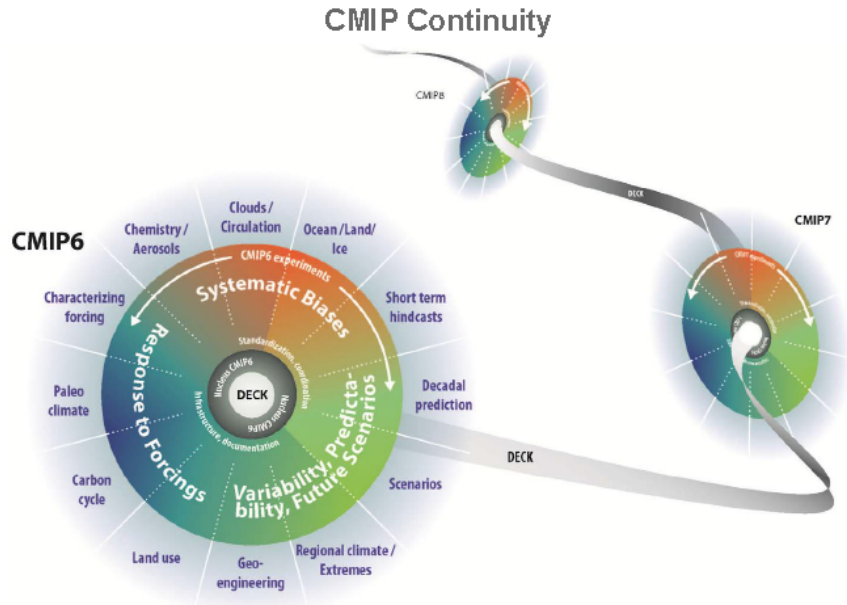 CMIP Continuity
CMIP8
DECK
CMIP7
CMIP6
Clouds /
Circulation
Chemistry /
Aerosols
Ocean /Land/
Ice
Characterizing
forcing
Short term
hindcasts
Paleo
climate
Decadal
prediction
Carbon
cycle
Scenarios
Land use
Geo-
engineering
Regional climate /
Extremes
CMIP6 experiments
Systematic Biases
Response to Forcings
Variability, Predicta-
bility, Future Scenarios
Standardization, coordination
Nucleus CMIP6
DECK
Nucleus CMIP6
Infrastructure, documentation
DECK